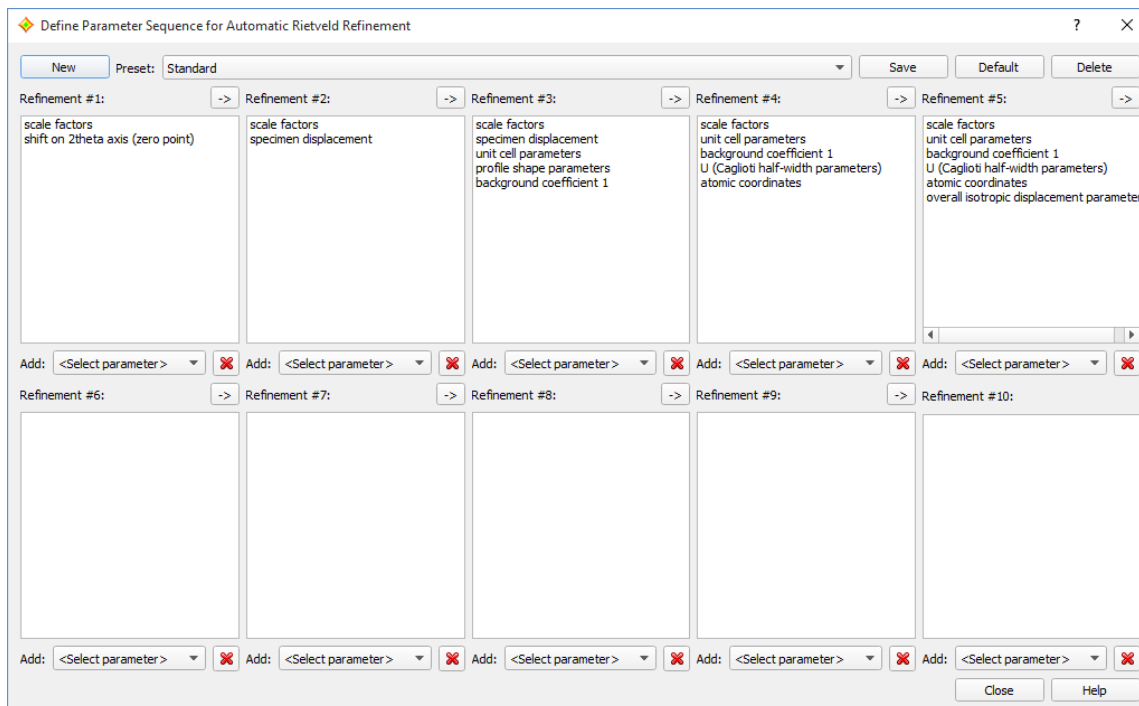 Define Parameter Sequence for Automatic Rietveld Refinement ?
New Preset: Standard Save Default Delete
Refinement #1: -> Refinement #2: -> Refinement #3: -> Refinement #4: -> Refinement #5: ->
scale factors
shift on 2theta axis (zero point)
scale factors
specimen displacement
scale factors
specimen displacement
unit cell parameters
profile shape parameters
background coefficient 1
scale factors
unit cell parameters
background coefficient 1
U (Caglioti half-width parameters)
atomic coordinates
scale factors
unit cell parameters
background coefficient 1
U (Caglioti half-width parameters)
atomic coordinates
overall isotropic displacement parameter
Add: <Select parameter> Add: <Select parameter> Add: <Select parameter> Add: <Select parameter> Add: <Select parameter>
Refinement #6: -> Refinement #7: -> Refinement #8: -> Refinement #9: -> Refinement #10:
Add: <Select parameter> Add: <Select parameter> Add: <Select parameter> Add: <Select parameter> Add: <Select parameter>
Close Help